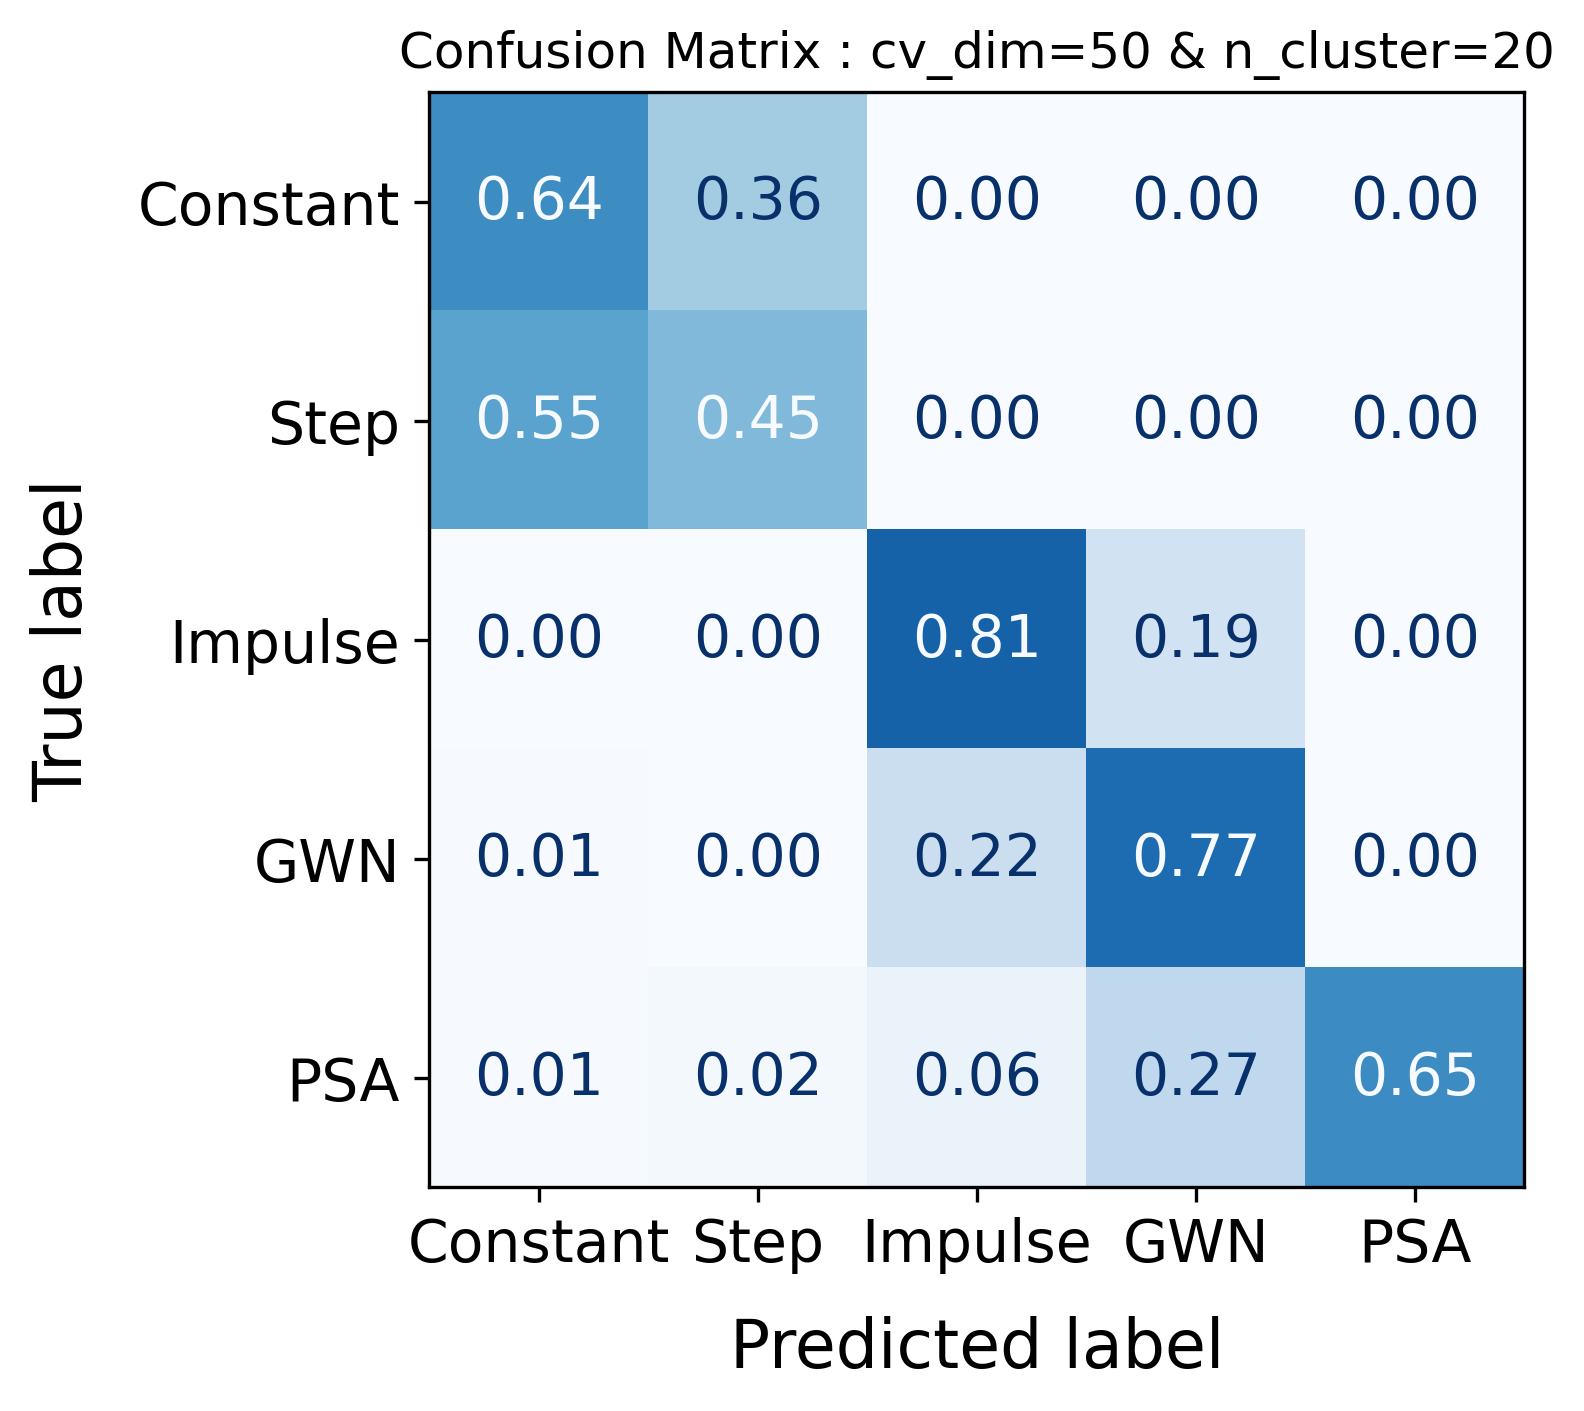 Confusion Matrix : cv_dim=50 & n_cluster=20
True label
Constant 0.64 0.36 0.00 0.00 0.00
Step 0.55 0.45 0.00 0.00 0.00
Impulse 0.00 0.00 0.81 0.19 0.00
GWN 0.01 0.00 0.22 0.77 0.00
PSA 0.01 0.02 0.06 0.27 0.65
Constant Step Impulse GWN PSA
Predicted label